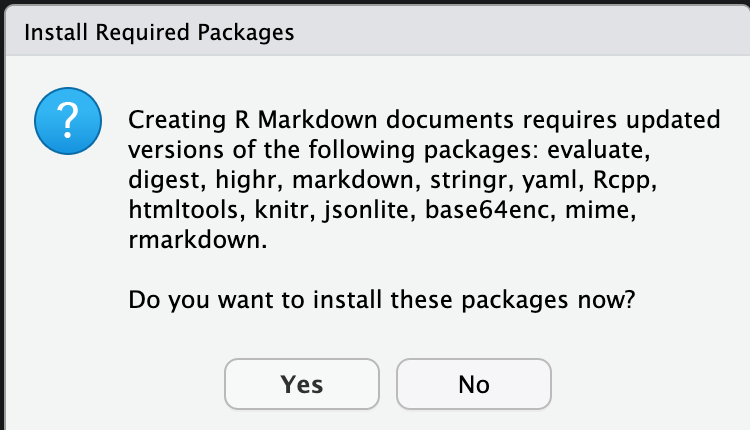 Install Required Packages
?
Creating R Markdown documents requires updated
versions of the following packages: evaluate,
digest, highr, markdown, stringr, yaml, Rcpp,
htmltools, knitr, jsonlite, base64enc, mime,
rmarkdown.
Do you want to install these packages now?
Yes No